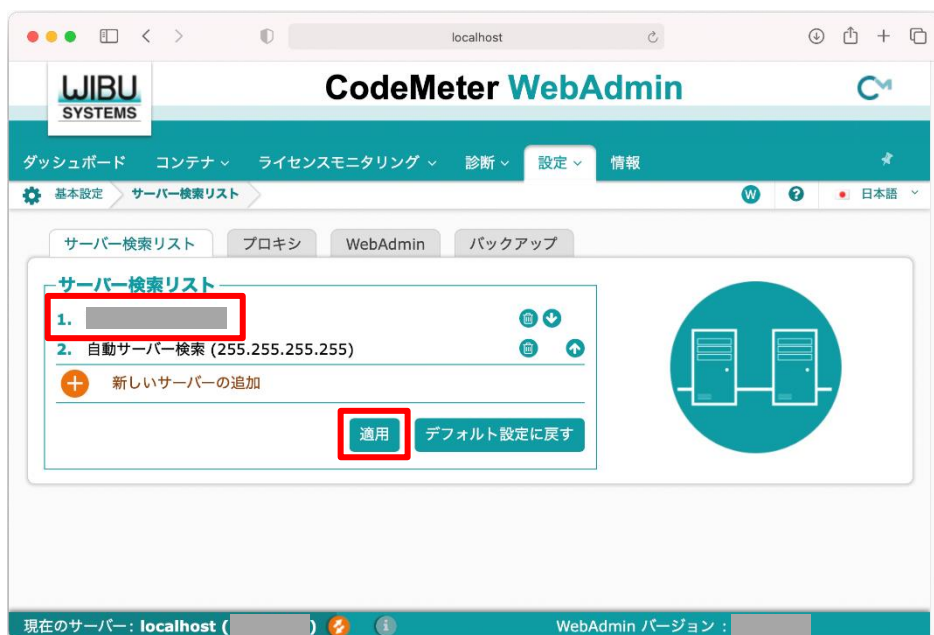 localhost
WIBU
SYSTEMS
CodeMeter WebAdmin
CM
ダッシュボード コンテナ ライセンスモニタリング 診断 設定 情報
基本設定 サーバー検索リスト W ? 日本語
サーバー検索リスト プロキシ WebAdmin バックアップ
サーバー検索リスト
1.
2. 自動サーバー検索 (255.255.255.255)
新しいサーバーの追加
適用 デフォルト設定に戻す
現在のサーバー: localhost ( ) i WebAdmin バージョン :